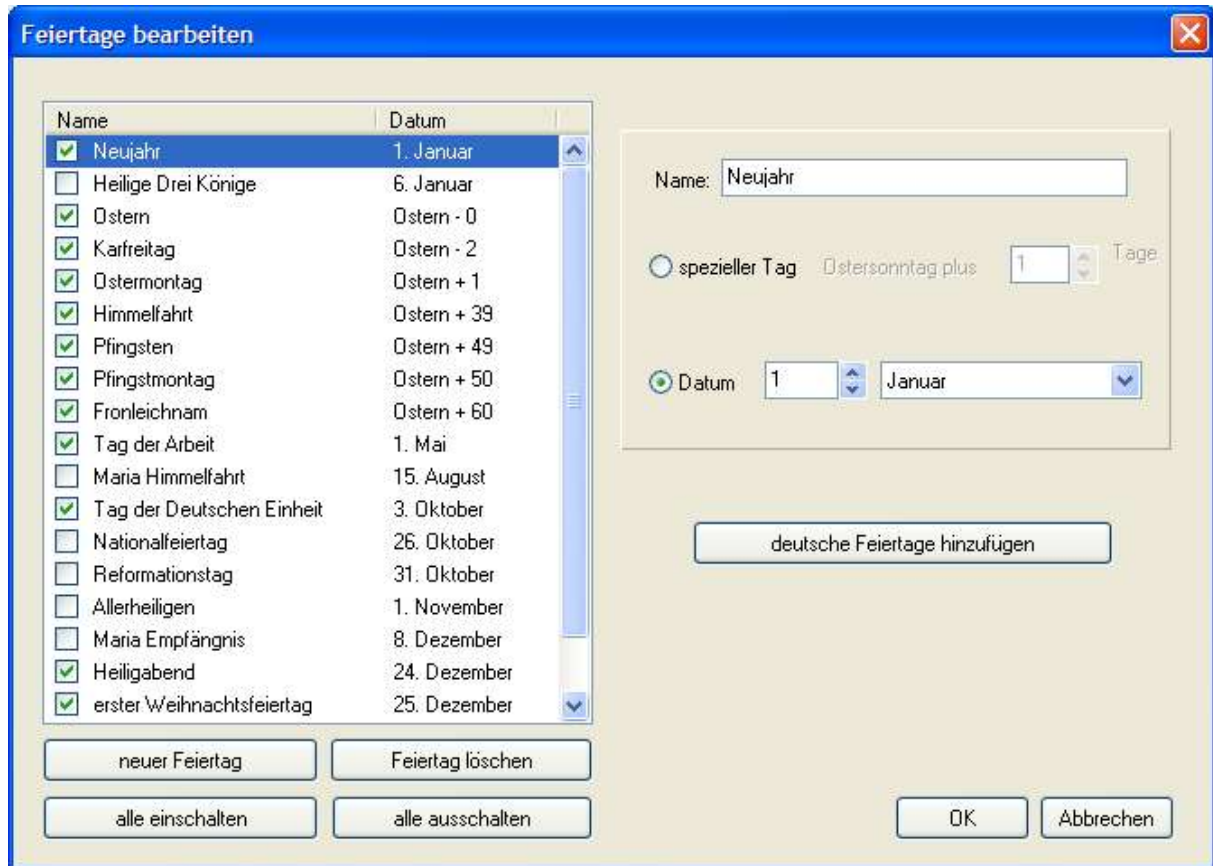 Feiertage bearbeiten
Name Datum
Neujahr 1. Januar
Heilige Drei Könige 6. Januar
Ostern Ostern - 0
Karfreitag Ostern - 2
Ostermontag Ostern + 1
Himmelfahrt Ostern + 39
Pfingsten Ostern + 49
Pfingstmontag Ostern + 50
Fronleichnam Ostern + 60
Tag der Arbeit 1. Mai
Maria Himmelfahrt 15. August
Tag der Deutschen Einheit 3. Oktober
Nationalfeiertag 26. Oktober
Reformationstag 31. Oktober
Allerheiligen 1. November
Maria Empfängnis 8. Dezember
Heiligabend 24. Dezember
erster Weihnachtsfeiertag 25. Dezember
neuer Feiertag Feiertag löschen
alle einschalten alle ausschalten
Name: Neujahr
spezieller Tag Ostersonntag plus 1 Tage
Datum 1 Januar
deutsche Feiertage hinzufügen
OK Abbrechen